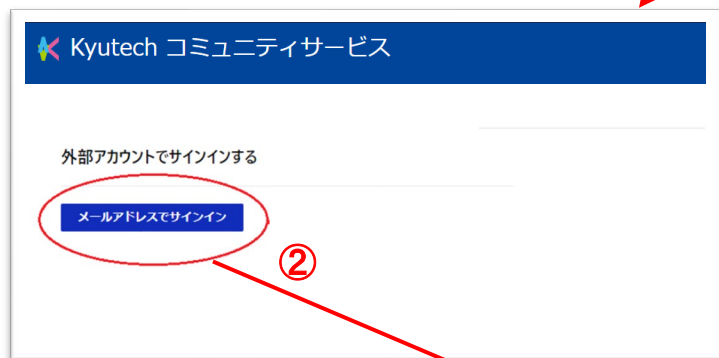 Kyutech コミュニティサービス
外部アカウントでサインインする
メールアドレスでサインイン
②